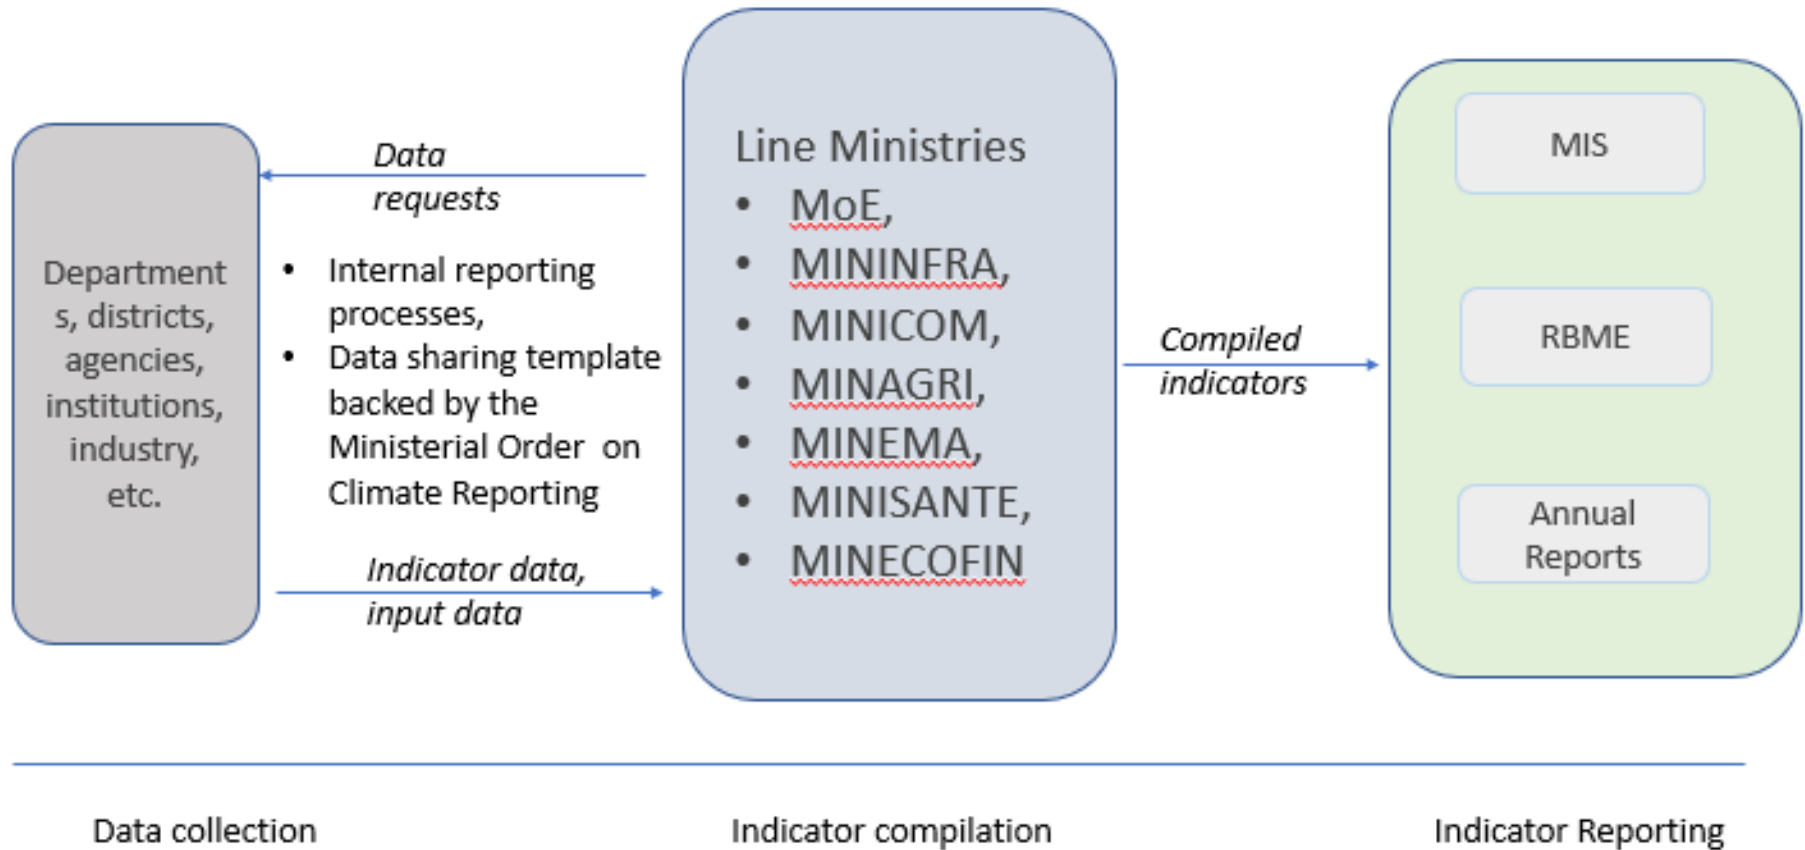 Department
s, districts,
agencies,
institutions,
industry,
etc.
Data
requests
• Internal reporting
processes,
• Data sharing template
backed by the
Ministerial Order  on
Climate Reporting
Indicator data,
input data
Line Ministries
• MoE,
• MININFRA,
• MINICOM,
• MINAGRI,
• MINEMA,
• MINISANTE,
• MINECOFIN
Compiled
indicators
MIS
RBME
Annual
Reports
Data collection
Indicator compilation
Indicator Reporting